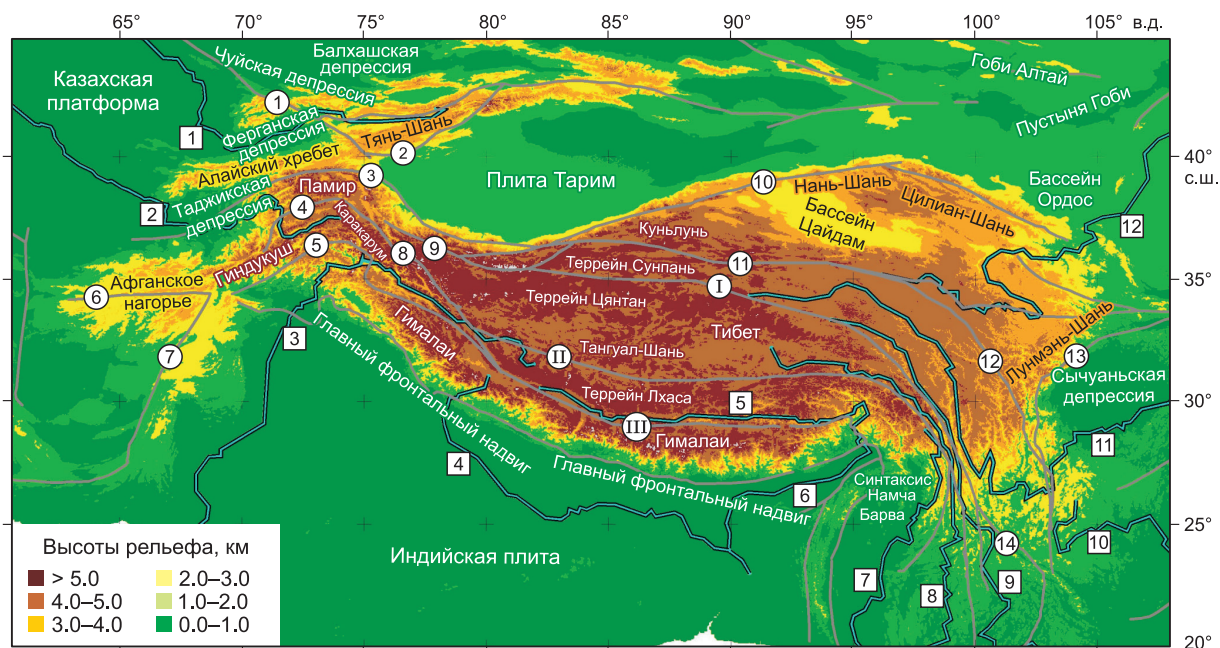 65° 70° 75° 80° 85° 90° 95° 100° 105° в.д.
Казахская
платформа
Чуйская депрессия
Балхашская
депрессия
Гоби Алтай
Пустыня Гоби
1
1
Ферганская
депрессия
Тянь-Шань
2
Алайский хребет
3
Плита Тарим
10
Нань-Шань
Цилиан-Шань
Бассейн
Ордос
40°
с.ш.
2
Таджикская
депрессия
Памир
4
Каракарум
Бассейн
Цайдам
12
Гиндукуш
5
8
9
Куньлунь
11
Террейн Сунпань
I
35°
6
Афганское
нагорье
Террейн Цянтан
Тибет
3
7
Гималаи
Главный фронтальный надвиг
II
Тангуал-Шань
12
Лунмэнь-Шань
13
Сычуаньская
депрессия
Террейн Лхаса
5
30°
III
Гималаи
4
Главный фронтальный надвиг
6
Синтаксис
Намча
Барва
11
Индийская плита
14
10
25°
7
8
9
20°
Высоты рельефа, км
> 5.0
2.0–3.0
4.0–5.0
1.0–2.0
3.0–4.0
0.0–1.0